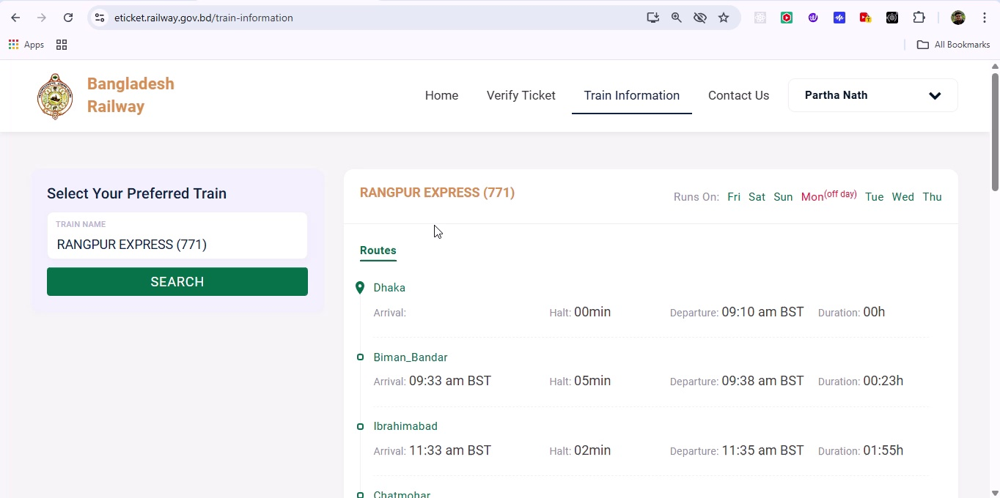 eticket.railway.gov.bd/train-information
Apps
All Bookmarks
Bangladesh
Railway
Home
Verify Ticket
Train Information
Contact Us
Partha Nath
Select Your Preferred Train
TRAIN NAME
RANGPUR EXPRESS (771)
SEARCH
RANGPUR EXPRESS (771)
Runs On: Fri Sat Sun Mon(off day) Tue Wed Thu
Routes
Dhaka
Arrival: Halt: 00min Departure: 09:10 am BST Duration: 00h
Biman_Bandar
Arrival: 09:33 am BST Halt: 05min Departure: 09:38 am BST Duration: 00:23h
Ibrahimabad
Arrival: 11:33 am BST Halt: 02min Departure: 11:35 am BST Duration: 01:55h
Chatmohar